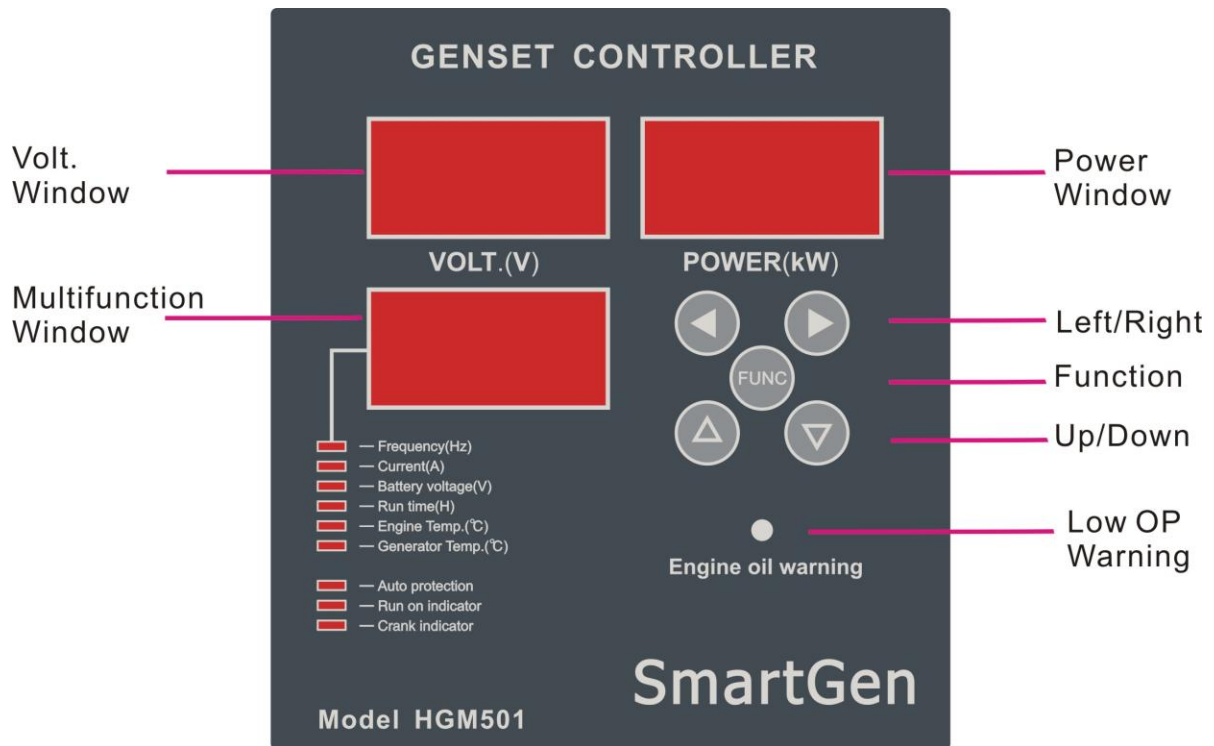 GENSET CONTROLLER
Volt.
Window
Power
Window
VOLT.(V)
POWER(kW)
Multifunction
Window
Left/Right
FUNC
Function
Up/Down
Frequency(Hz)
Current(A)
Battery voltage(V)
Run time(H)
Engine Temp.(℃)
Generator Temp.(℃)
Low OP
Warning
Engine oil warning
Auto protection
Run on indicator
Crank indicator
SmartGen
Model HGM501